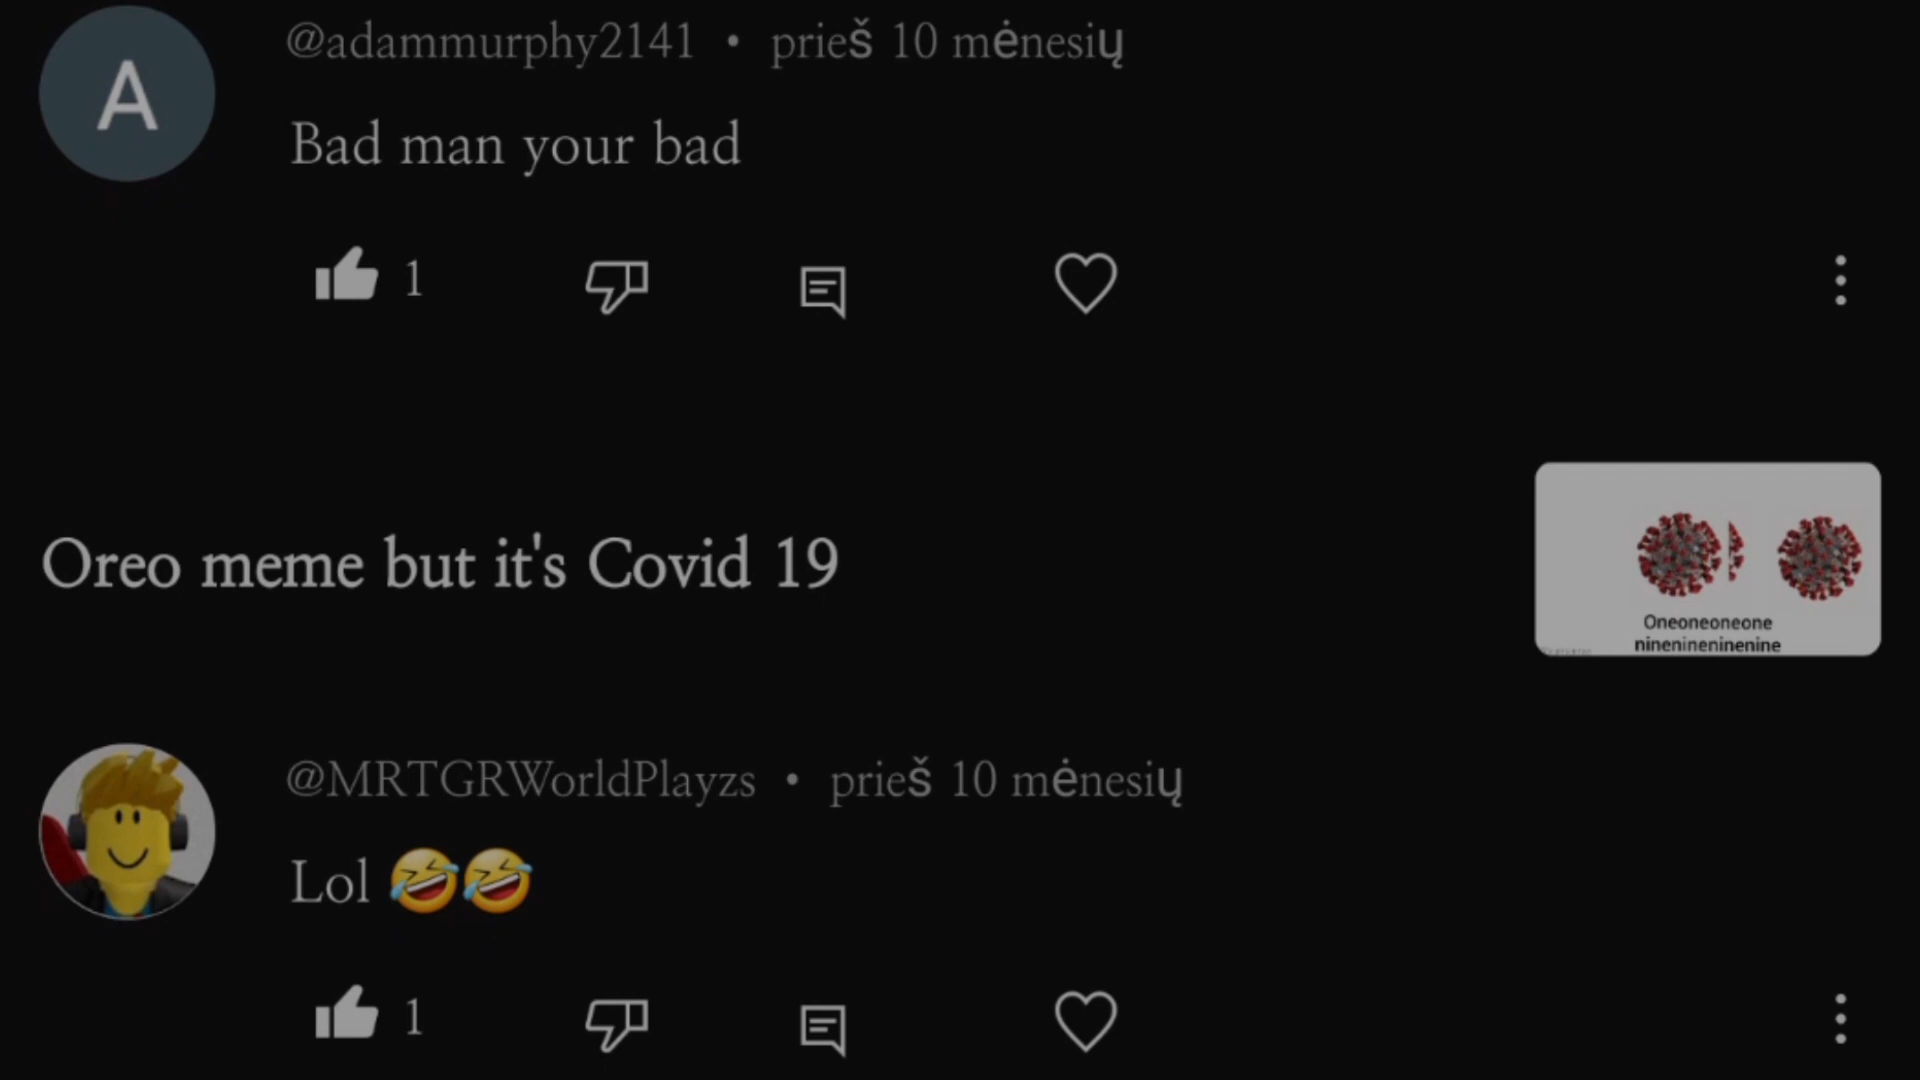 A
@adammurphy2141 • prieš 10 mėnesių
Bad man your bad
1
Oreo meme but it's Covid 19
Oneoneoneone
ninenineninenine
@MRTGRWorldPlayzs • prieš 10 mėnesių
Lol 🤣🤣
1